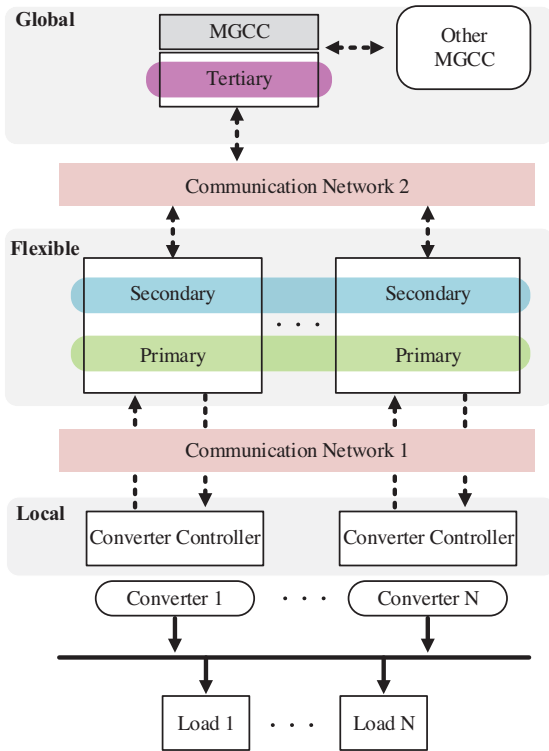 Global
MGCC
Other
MGCC
Tertiary
Communication Network 2
Flexible
Secondary
Secondary
. . .
Primary
Primary
Communication Network 1
Local
Converter Controller
Converter Controller
Converter 1
. . .
Converter N
Load 1
. . .
Load N